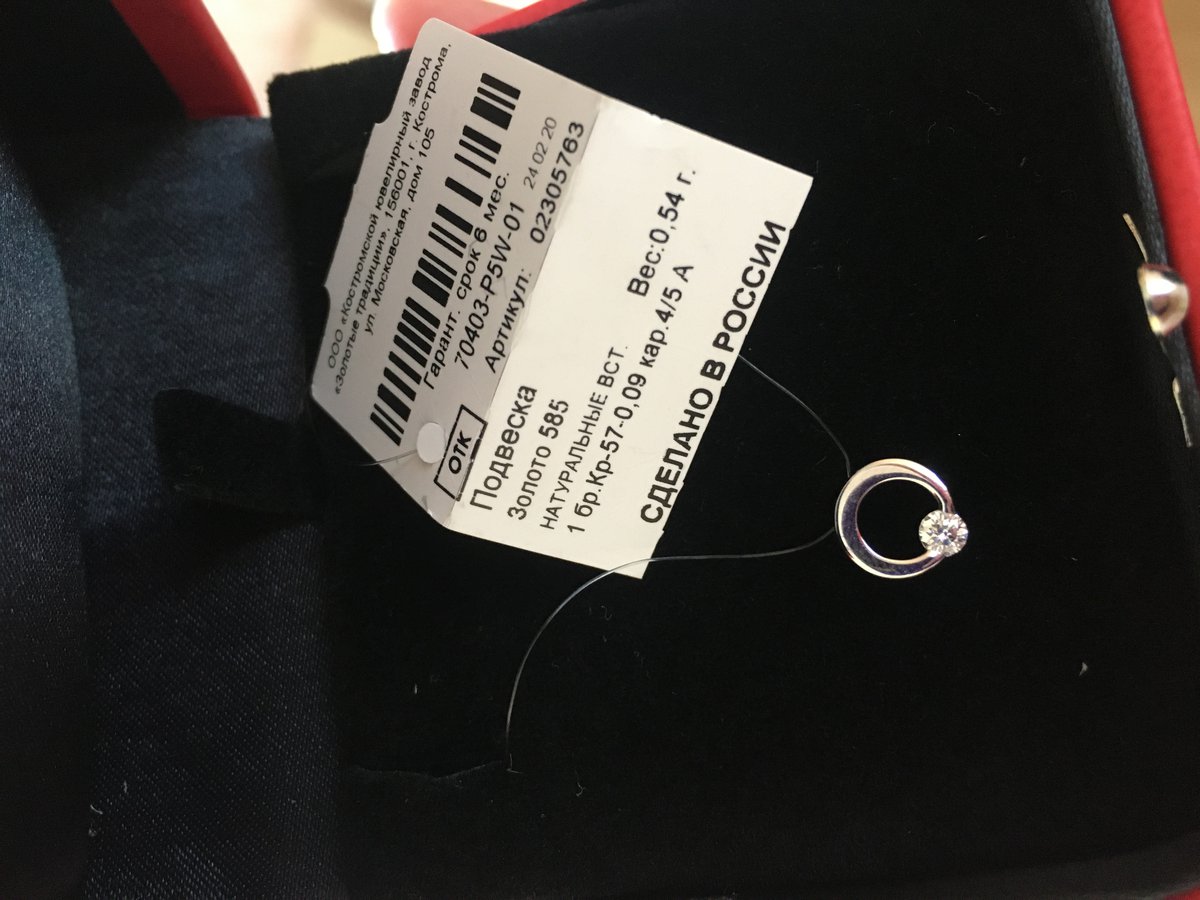 ООО «Костромской ювелирный завод
«Золотые традиции», 156001, г. Кострома,
ул. Московская, дом 105
Гарант. срок 6 мес.
70403-P5W-01 24 02 20
Артикул: 02305763
ОТК
Подвеска
Золото 585
НАТУРАЛЬНЫЕ ВСТ. Вес:0,54 г.
1 бр.Кр-57-0,09 кар.4/5 А
СДЕЛАНО В РОССИИ